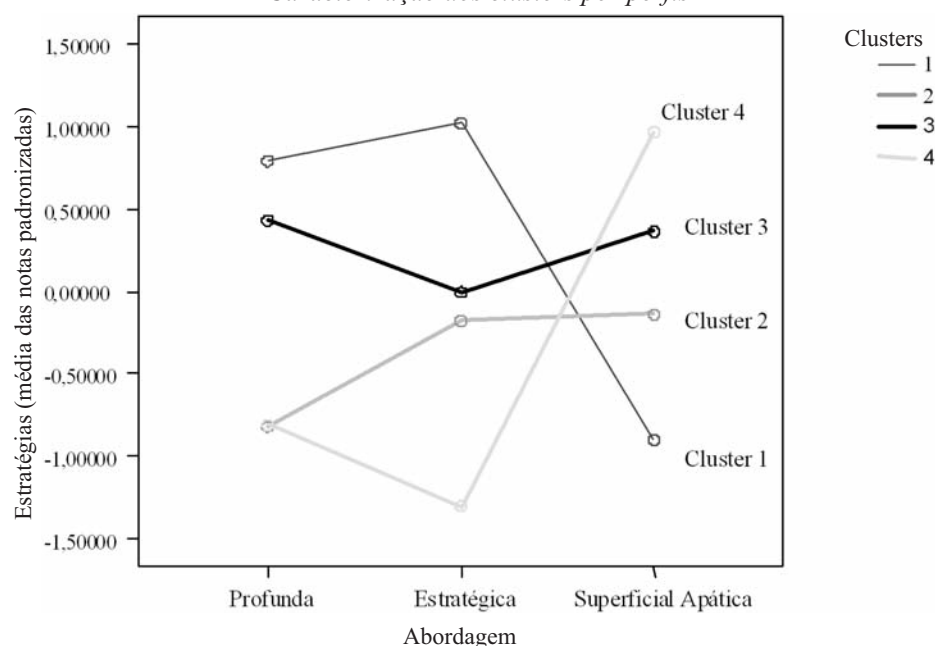 Estratégias (média das notas padronizadas)
1,50000
1,00000
0,50000
0,00000
-0,50000
-1,00000
-1,50000
Cluster 4
Cluster 3
Cluster 2
Cluster 1
Profunda
Estratégica
Superficial Apática
Abordagem
Clusters
1
2
3
4